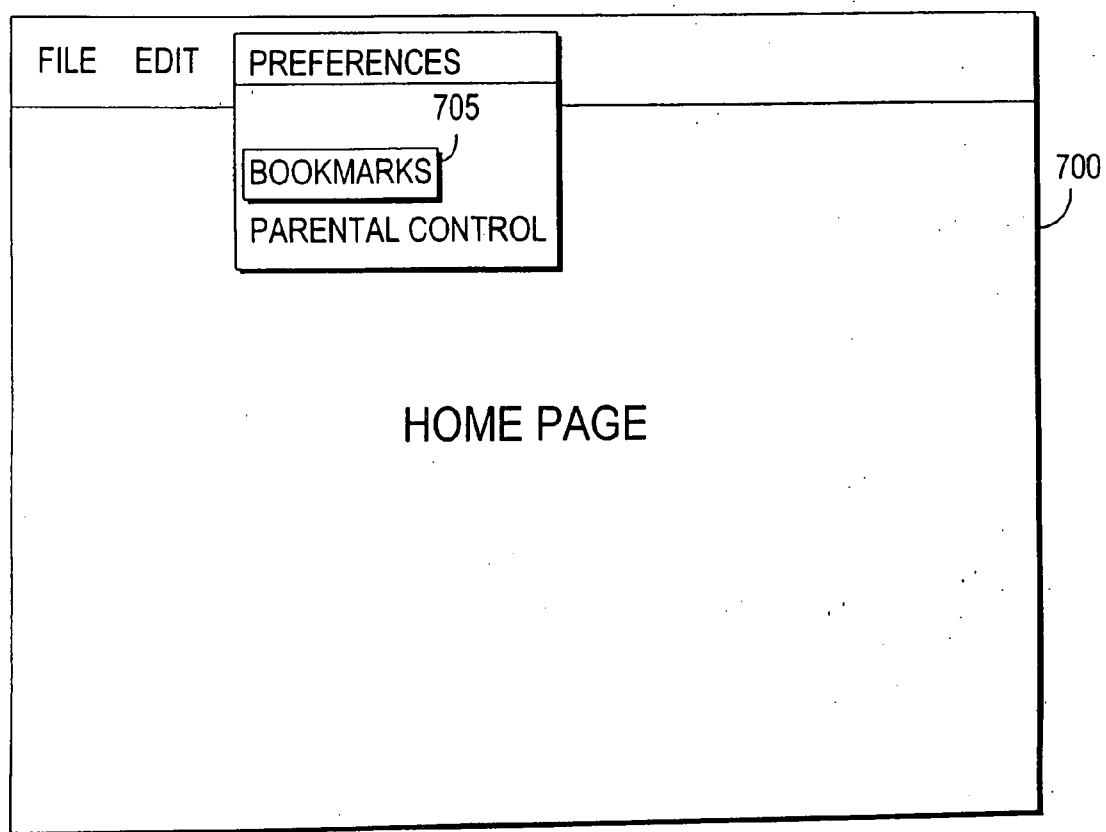 FILE EDIT PREFERENCES
705
BOOKMARKS
700
PARENTAL CONTROL
HOME PAGE